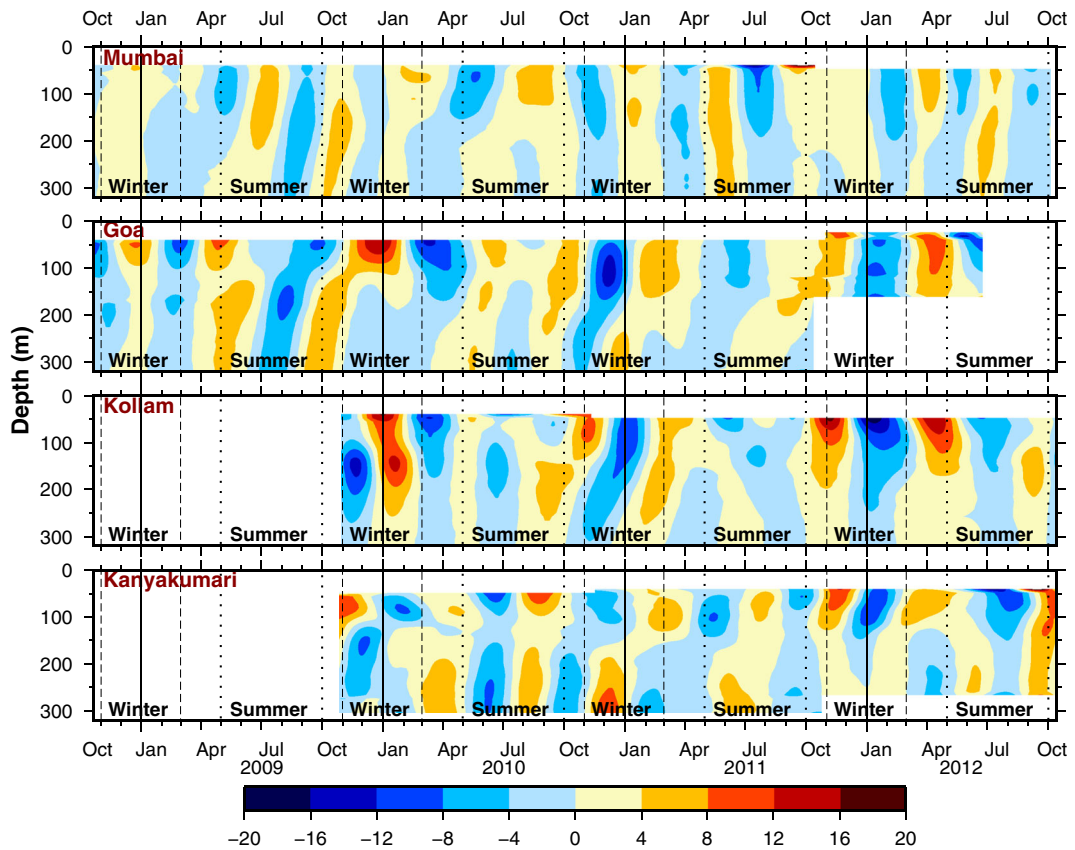 Oct Jan Apr Jul Oct Jan Apr Jul Oct Jan Apr Jul Oct Jan Apr Jul Oct
Depth (m)
0 Mumbai
100
200
300 Winter Summer Winter Summer Winter Summer Winter Summer
0 Goa
100
200
300 Winter Summer Winter Summer Winter Summer Winter Summer
0 Kollam
100
200
300 Winter Summer Winter Summer Winter Summer Winter Summer
0 Kanyakumari
100
200
300 Winter Summer Winter Summer Winter Summer Winter Summer
Oct Jan Apr Jul Oct Jan Apr Jul Oct Jan Apr Jul Oct Jan Apr Jul Oct
2009 2010 2011 2012
−20 −16 −12 −8 −4 0 4 8 12 16 20